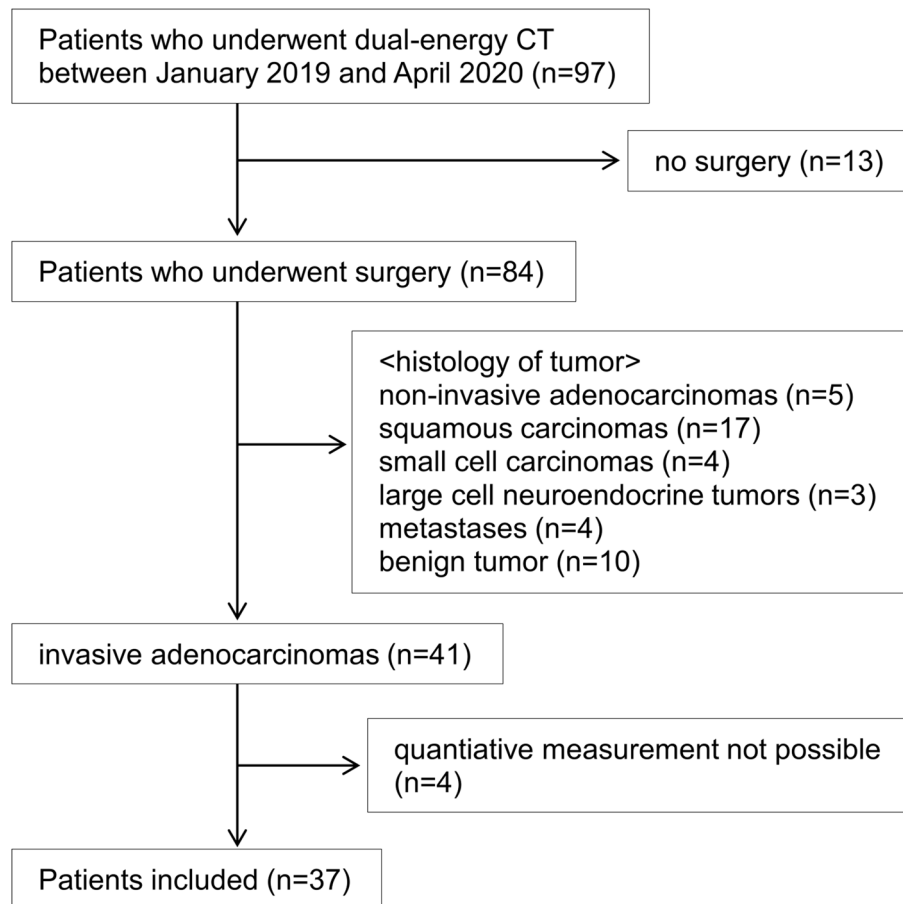 Patients who underwent dual-energy CT
between January 2019 and April 2020 (n=97)
no surgery (n=13)
Patients who underwent surgery (n=84)
<histology of tumor>
non-invasive adenocarcinomas (n=5)
squamous carcinomas (n=17)
small cell carcinomas (n=4)
large cell neuroendocrine tumors (n=3)
metastases (n=4)
benign tumor (n=10)
invasive adenocarcinomas (n=41)
quantiative measurement not possible
(n=4)
Patients included (n=37)